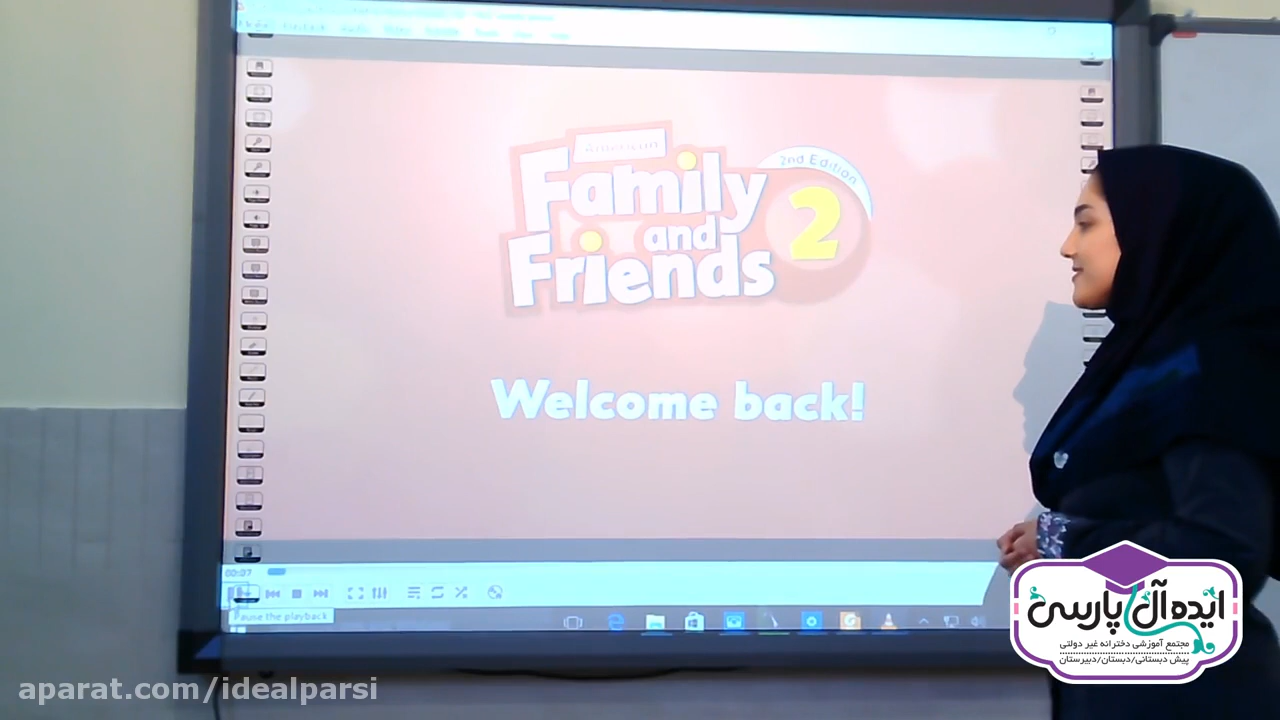 American
Family
and
Friends
2nd Edition
2
Welcome back!
00:07
Pause the playback
ایده‌آل پارسی
مجتمع آموزشی دخترانه غیر دولتی
پیش دبستانی/دبستان/دبیرستان
aparat.com/idealparsi